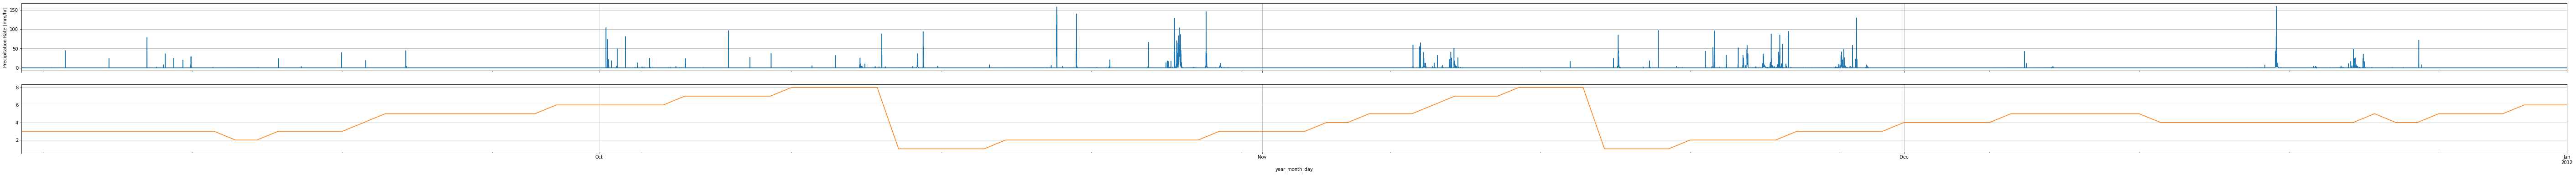 Precipitation Rate [mm/hr]
150
100
50
0
8
6
4
2
Oct
Nov
Dec
Jan
2012
year_month_day